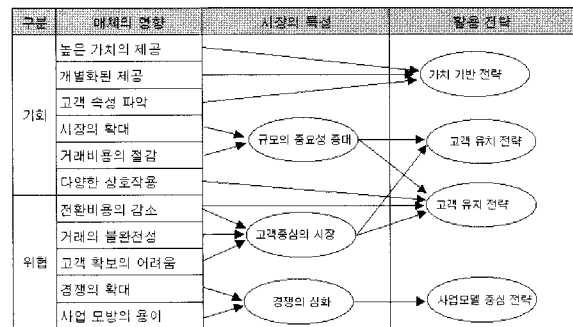 구분 매체의 영향 시장의 특성 활용 전략
기회
높은 가치의 제공
개별화된 제공
고객 속성 파악
시장의 확대
거래비용의 절감
다양한 상호작용
위협
전환비용의 감소
거래의 불완전성
고객 확보의 어려움
경쟁의 확대
사업 모방의 용이
규모의 중요성 증대
고객중심의 시장
경쟁의 심화
가치 기반 전략
고객 유치 전략
고객 유치 전략
사업모델 중심 전략